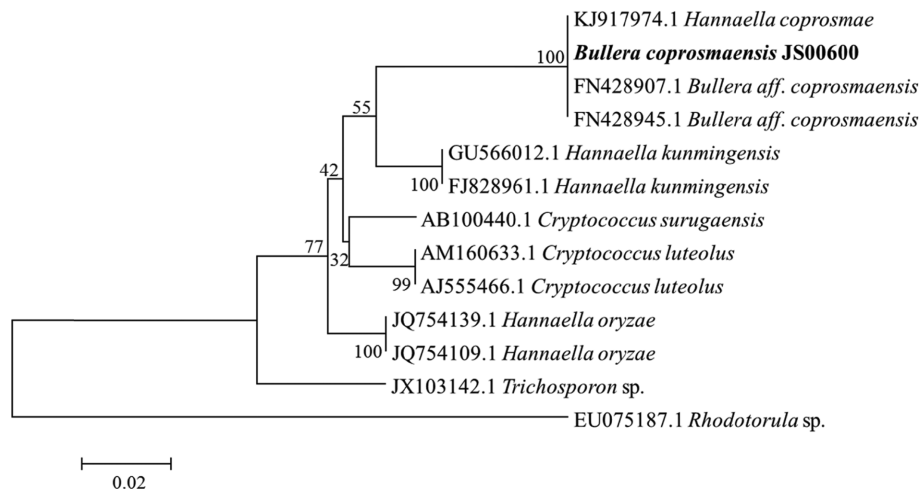 KJ917974.1 Hannaella coprosmae
100
Bullera coprosmaensis JS00600
FN428907.1 Bullera aff. coprosmaensis
55
FN428945.1 Bullera aff. coprosmaensis
GU566012.1 Hannaella kunmingensis
42
100
FJ828961.1 Hannaella kunmingensis
AB100440.1 Cryptococcus surugaensis
77
AM160633.1 Cryptococcus luteolus
32
99
AJ555466.1 Cryptococcus luteolus
JQ754139.1 Hannaella oryzae
100
JQ754109.1 Hannaella oryzae
JX103142.1 Trichosporon sp.
EU075187.1 Rhodotorula sp.
0.02